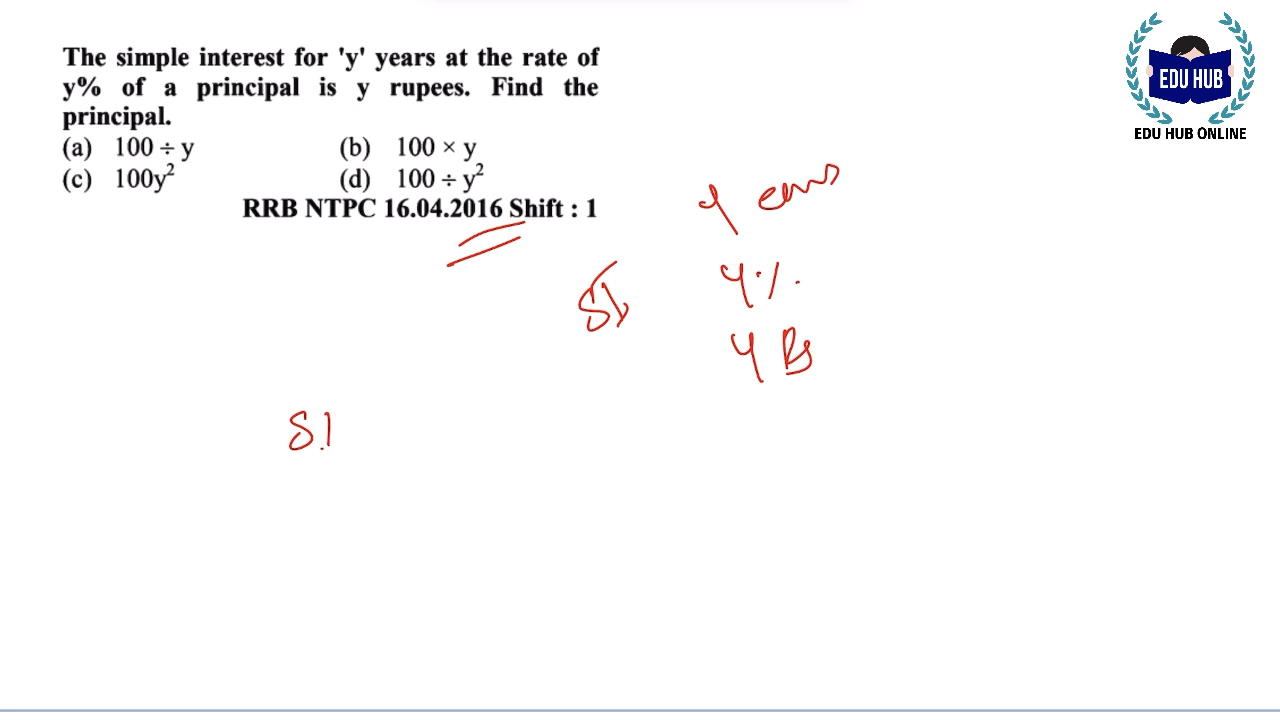 The simple interest for 'y' years at the rate of
y% of a principal is y rupees. Find the
principal.
(a) 100 ÷ y (b) 100 × y
(c) 100y² (d) 100 ÷ y²
RRB NTPC 16.04.2016 Shift : 1
EDU HUB
EDU HUB ONLINE
y
SI y%
y Rs
S.I